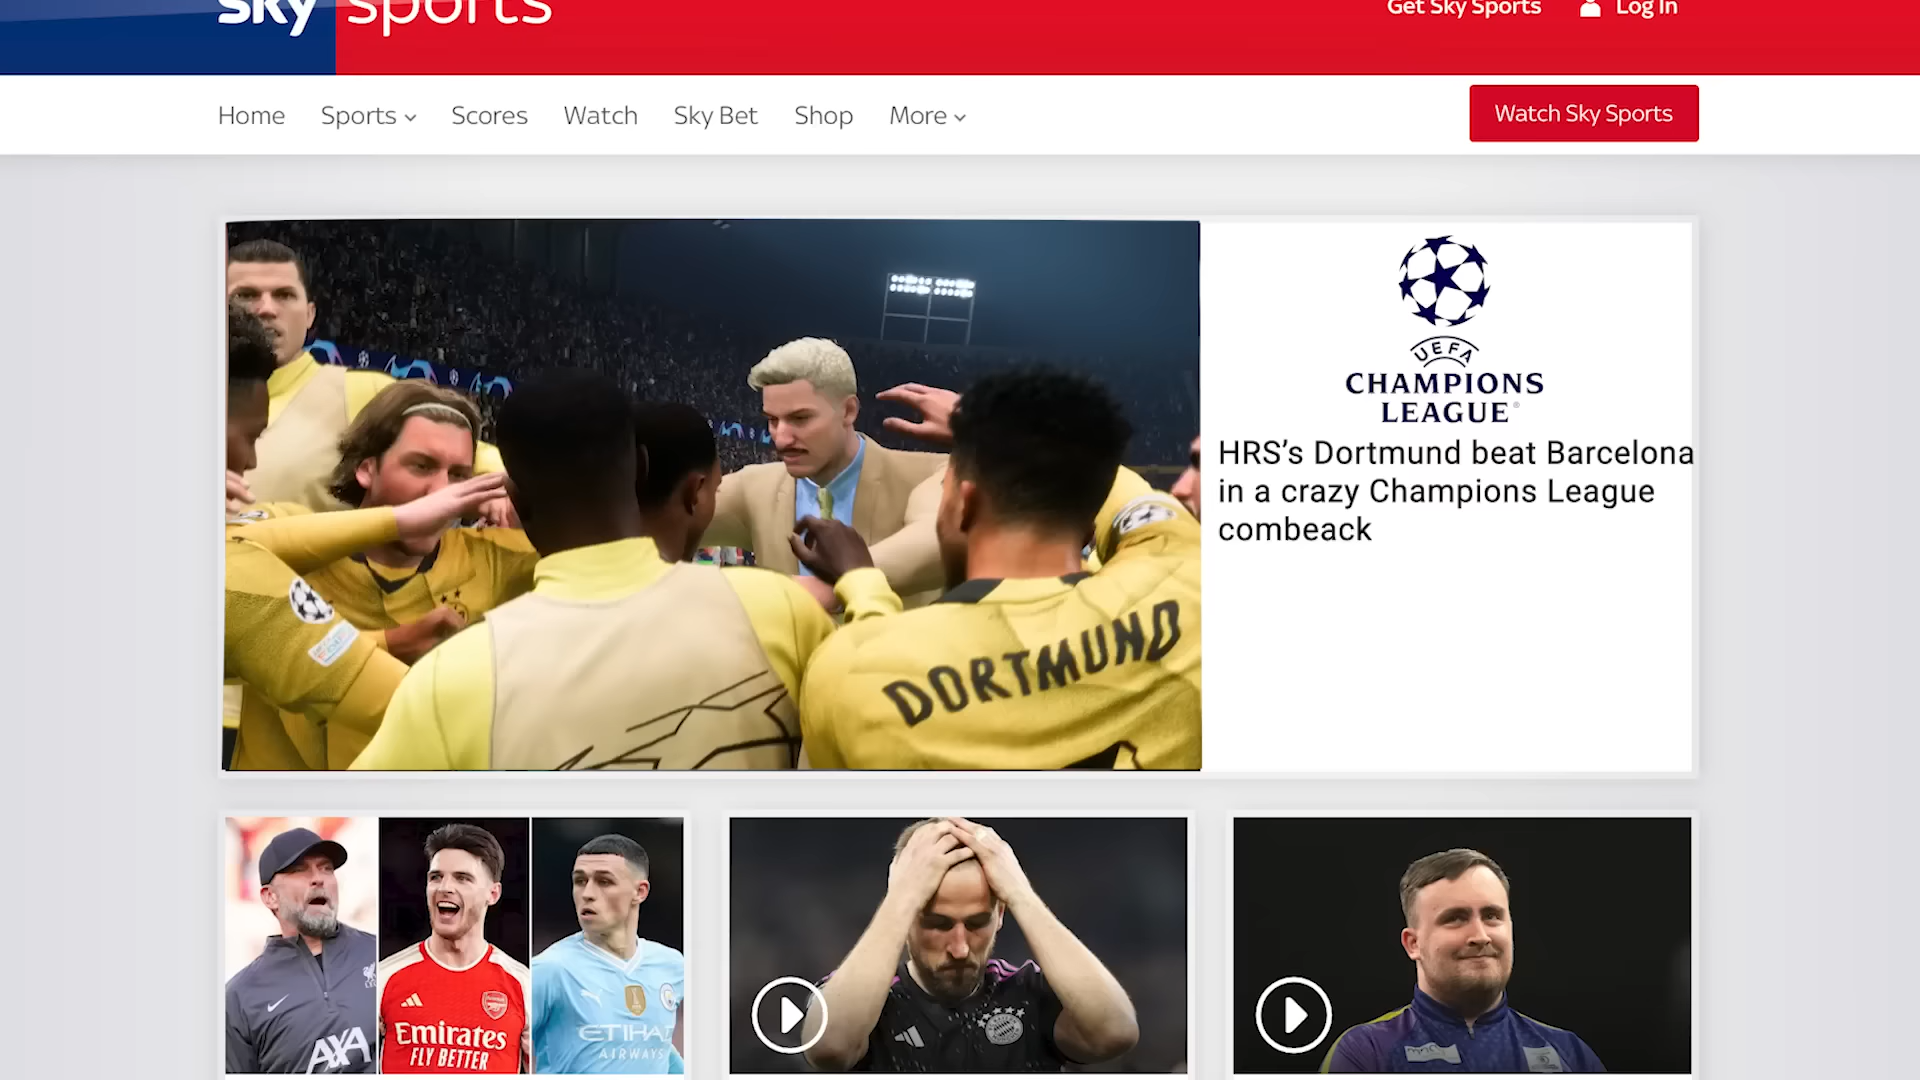 sky sports
Get Sky Sports
Log In
Home
Sports
Scores
Watch
Sky Bet
Shop
More
Watch Sky Sports
UEFA
CHAMPIONS
LEAGUE
HRS’s Dortmund beat Barcelona
in a crazy Champions League
combeack
DORTMUND
AXA
Emirates
FLY BETTER
ETIHAD
AIRWAYS